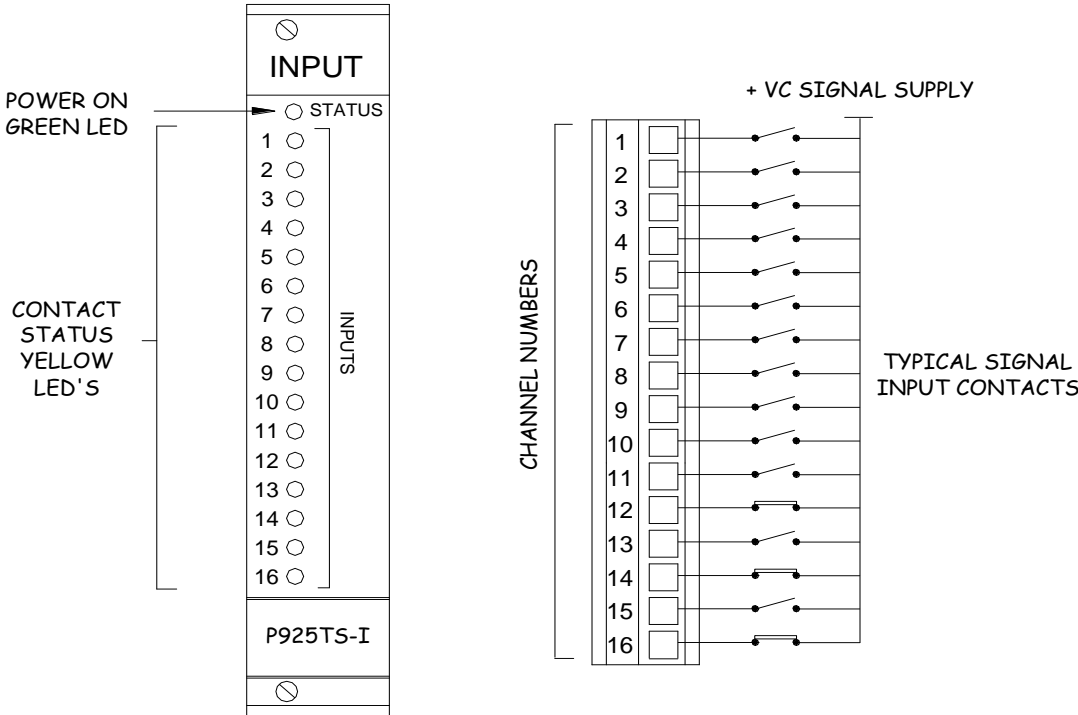 INPUT
POWER ON
GREEN LED
STATUS
1
2
3
4
5
6
7
8
9
10
11
12
13
14
15
16
INPUTS
CONTACT
STATUS
YELLOW
LED'S
P925TS-I
+ VC SIGNAL SUPPLY
CHANNEL NUMBERS
1
2
3
4
5
6
7
8
9
10
11
12
13
14
15
16
TYPICAL SIGNAL
INPUT CONTACTS